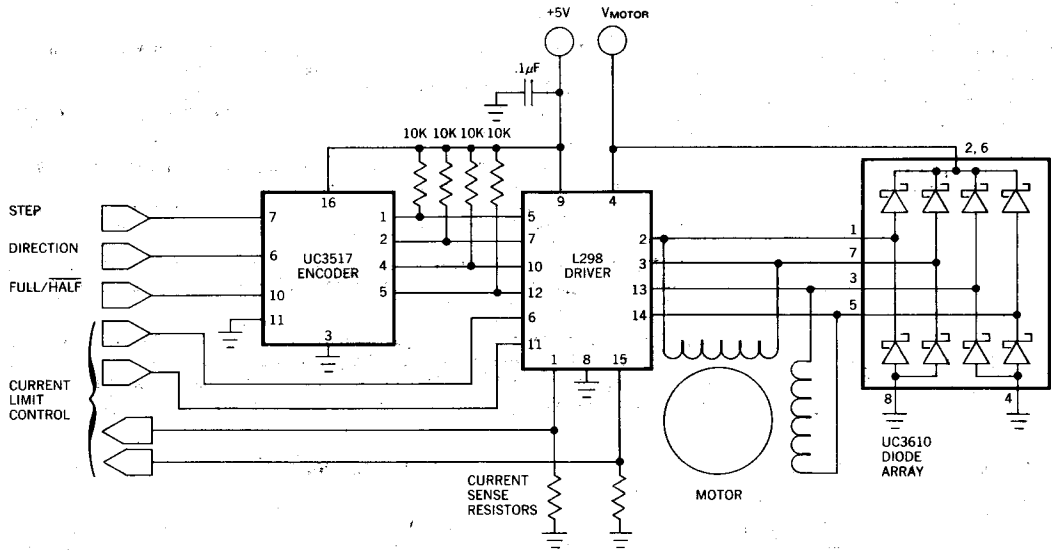 +5V
VMOTOR
.1µF
10K 10K 10K 10K
2, 6
16
9
4
STEP
7
1
5
1
DIRECTION
6
2
7
2
7
UC3517
ENCODER
L298
DRIVER
3
3
4
10
13
5
FULL/HALF
10
5
12
14
11
6
3
11
1
8
15
8
4
CURRENT
LIMIT
CONTROL
UC3610
DIODE
ARRAY
CURRENT
SENSE
RESISTORS
MOTOR